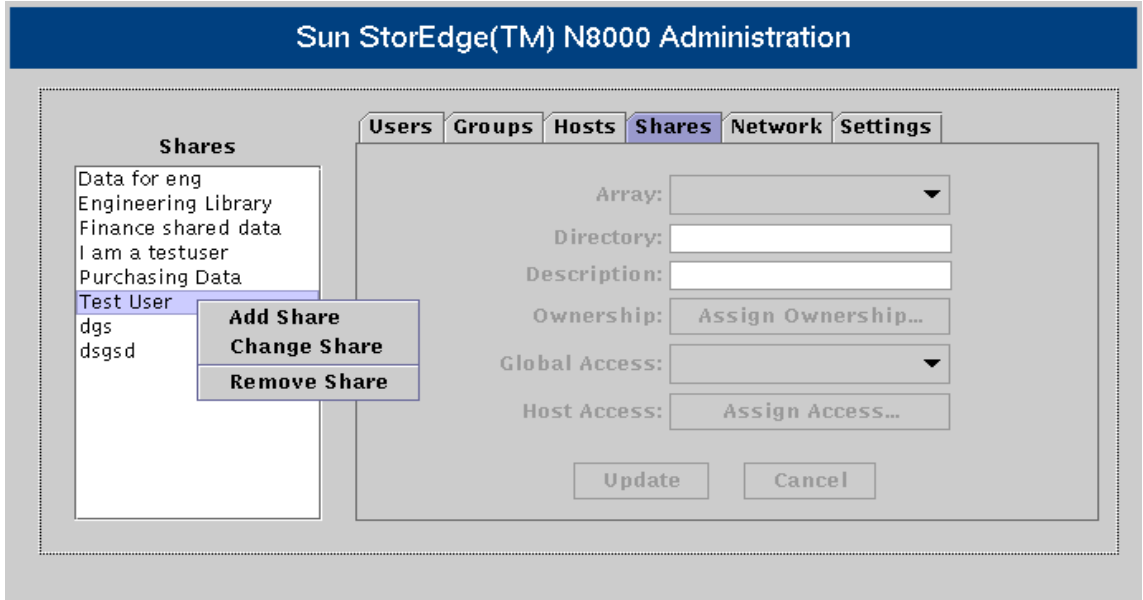 Sun StorEdge(TM) N8000 Administration
Users Groups Hosts Shares Network Settings
Shares
Data for eng
Engineering Library
Finance shared data
I am a testuser
Purchasing Data
Test User
dgs
dsgsd
Add Share
Change Share
Remove Share
Array:
Directory:
Description:
Ownership: Assign Ownership...
Global Access:
Host Access: Assign Access...
Update Cancel